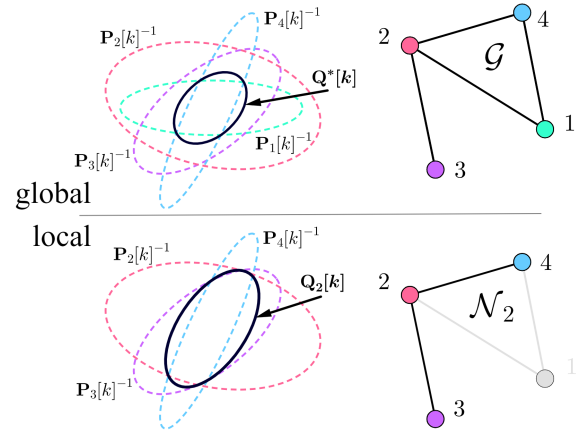 P₄[k]⁻¹
P₂[k]⁻¹
Q*[k]
P₁[k]⁻¹
P₃[k]⁻¹
2
4
𝒢
1
3
global
local
P₄[k]⁻¹
P₂[k]⁻¹
Q₂[k]
P₃[k]⁻¹
2
4
𝒩₂
1
3